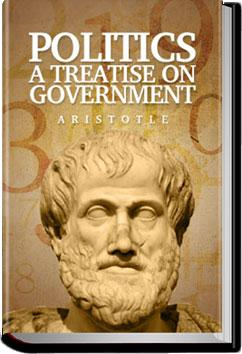 POLITICS
A TREATISE ON
GOVERNMENT
ARISTOTLE